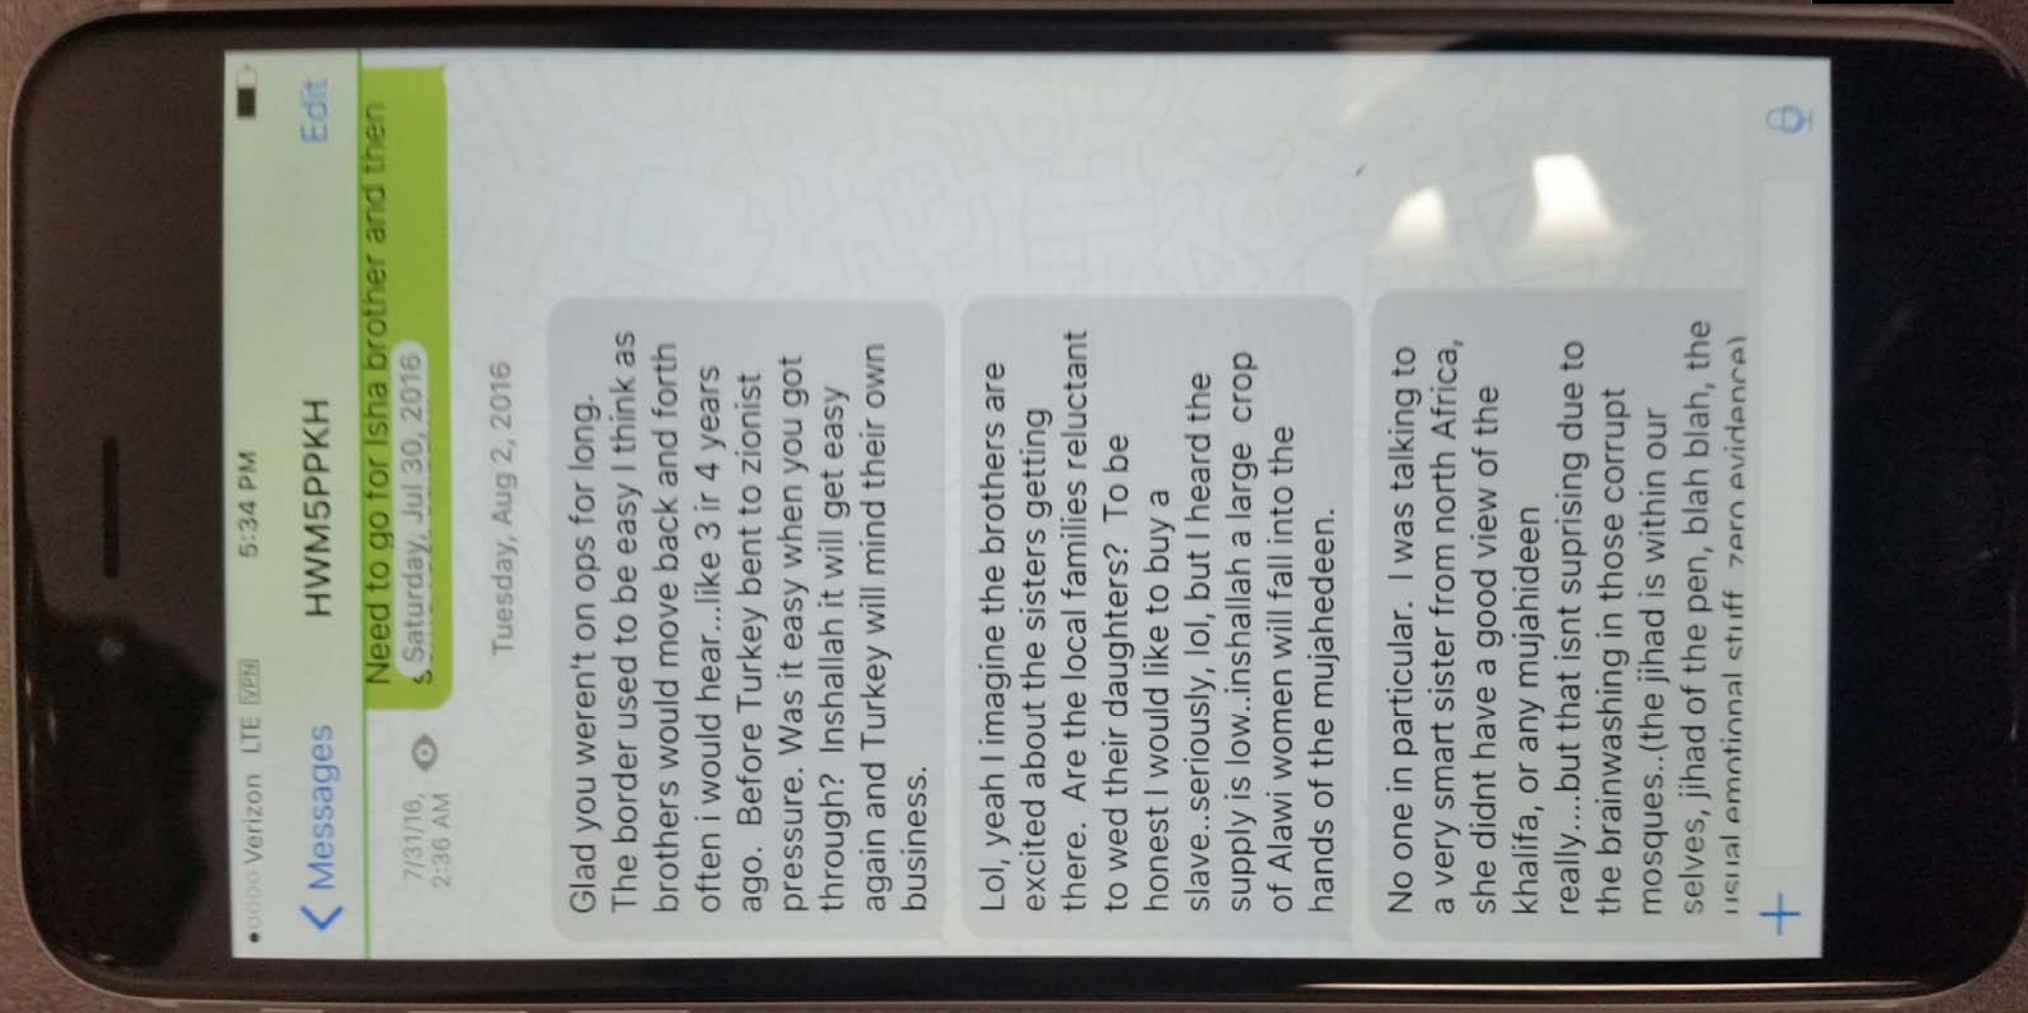 Verizon LTE VPN 5:34 PM
Messages HWM5PPKH Edit
Need to go for Isha brother and then
Saturday, Jul 30, 2016
7/31/16,
2:36 AM
Tuesday, Aug 2, 2016
Glad you weren't on ops for long.
The border used to be easy I think as
brothers would move back and forth
often i would hear...like 3 ir 4 years
ago. Before Turkey bent to zionist
pressure. Was it easy when you got
through? Inshallah it will get easy
again and Turkey will mind their own
business.
Lol, yeah I imagine the brothers are
excited about the sisters getting
there. Are the local families reluctant
to wed their daughters? To be
honest I would like to buy a
slave..seriously, lol, but I heard the
supply is low..inshallah a large crop
of Alawi women will fall into the
hands of the mujahedeen.
No one in particular. I was talking to
a very smart sister from north Africa,
she didnt have a good view of the
khalifa, or any mujahideen
really....but that isnt suprising due to
the brainwashing in those corrupt
mosques..(the jihad is within our
selves, jihad of the pen, blah blah, the
usual emotional stuff zero evidence)